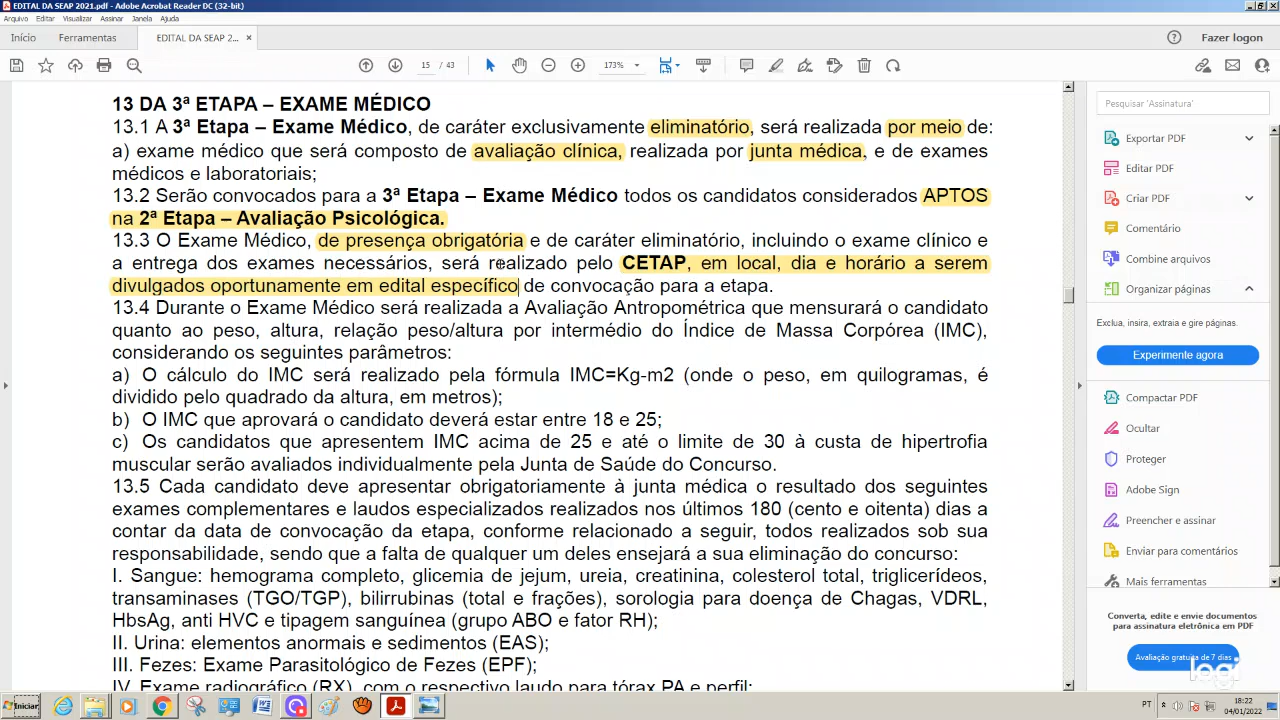 EDITAL DA SEAP 2021.pdf - Adobe Acrobat Reader DC (32-bit)
Arquivo Editar Visualizar Assinar Janela Ajuda
Início Ferramentas EDITAL DA SEAP 2... × Fazer logon
15 / 43 173%
13 DA 3ª ETAPA – EXAME MÉDICO
13.1 A 3ª Etapa – Exame Médico, de caráter exclusivamente eliminatório, será realizada por meio de:
a) exame médico que será composto de avaliação clínica, realizada por junta médica, e de exames
médicos e laboratoriais;
13.2 Serão convocados para a 3ª Etapa – Exame Médico todos os candidatos considerados APTOS
na 2ª Etapa – Avaliação Psicológica.
13.3 O Exame Médico, de presença obrigatória e de caráter eliminatório, incluindo o exame clínico e
a entrega dos exames necessários, será realizado pelo CETAP, em local, dia e horário a serem
divulgados oportunamente em edital específico de convocação para a etapa.
13.4 Durante o Exame Médico será realizada a Avaliação Antropométrica que mensurará o candidato
quanto ao peso, altura, relação peso/altura por intermédio do Índice de Massa Corpórea (IMC),
considerando os seguintes parâmetros:
a) O cálculo do IMC será realizado pela fórmula IMC=Kg-m2 (onde o peso, em quilogramas, é
dividido pelo quadrado da altura, em metros);
b) O IMC que aprovará o candidato deverá estar entre 18 e 25;
c) Os candidatos que apresentem IMC acima de 25 e até o limite de 30 à custa de hipertrofia
muscular serão avaliados individualmente pela Junta de Saúde do Concurso.
13.5 Cada candidato deve apresentar obrigatoriamente à junta médica o resultado dos seguintes
exames complementares e laudos especializados realizados nos últimos 180 (cento e oitenta) dias a
contar da data de convocação da etapa, conforme relacionado a seguir, todos realizados sob sua
responsabilidade, sendo que a falta de qualquer um deles ensejará a sua eliminação do concurso:
I. Sangue: hemograma completo, glicemia de jejum, ureia, creatinina, colesterol total, triglicerídeos,
transaminases (TGO/TGP), bilirrubinas (total e frações), sorologia para doença de Chagas, VDRL,
HbsAg, anti HVC e tipagem sanguínea (grupo ABO e fator RH);
II. Urina: elementos anormais e sedimentos (EAS);
III. Fezes: Exame Parasitológico de Fezes (EPF);
IV. Exame radiográfico (RX), com o respectivo laudo para tórax PA e perfil;
Pesquisar 'Assinatura'
Exportar PDF
Editar PDF
Criar PDF
Comentário
Combine arquivos
Organizar páginas
Exclua, insira, extraia e gire páginas.
Experimente agora
Compactar PDF
Ocultar
Proteger
Adobe Sign
Preencher e assinar
Enviar para comentários
Mais ferramentas
Converta, edite e envie documentos
para assinatura eletrônica em PDF
Avaliação gratuita de 7 dias
logi
Iniciar PT 18:22
04/01/2022